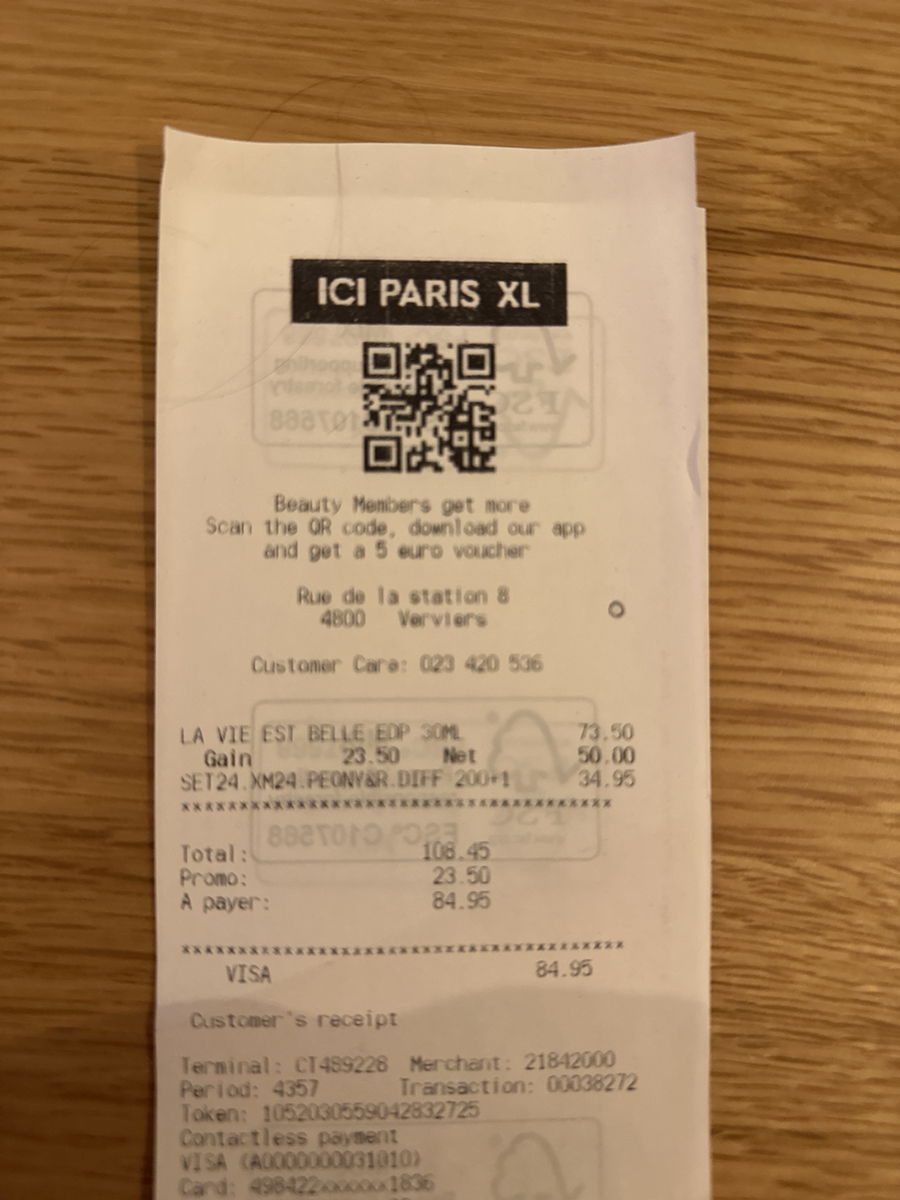 ICI PARIS XL
Beauty Members get more
Scan the QR code, download our app
and get a 5 euro voucher
Rue de la station 8
4800 Verviers
Customer Care: 023 420 536
LA VIE EST BELLE EDP 30ML 73.50
Gain 23.50 Net 50.00
SET24.XM24.PEONY&R.DIFF 200+1 34.95
xxxxxxxxxxxxxxxxxxxxxxxxxxxxxxxxxxxxxx
Total: 108.45
Promo: 23.50
A payer: 84.95
xxxxxxxxxxxxxxxxxxxxxxxxxxxxxxxxxxxxxxx
VISA 84.95
Customer's receipt
Terminal: CT489228 Merchant: 21842000
Period: 4357 Transaction: 00038272
Token: 1052030559042832725
Contactless payment
VISA (A0000000031010)
Card: 498422xxxxxx1836